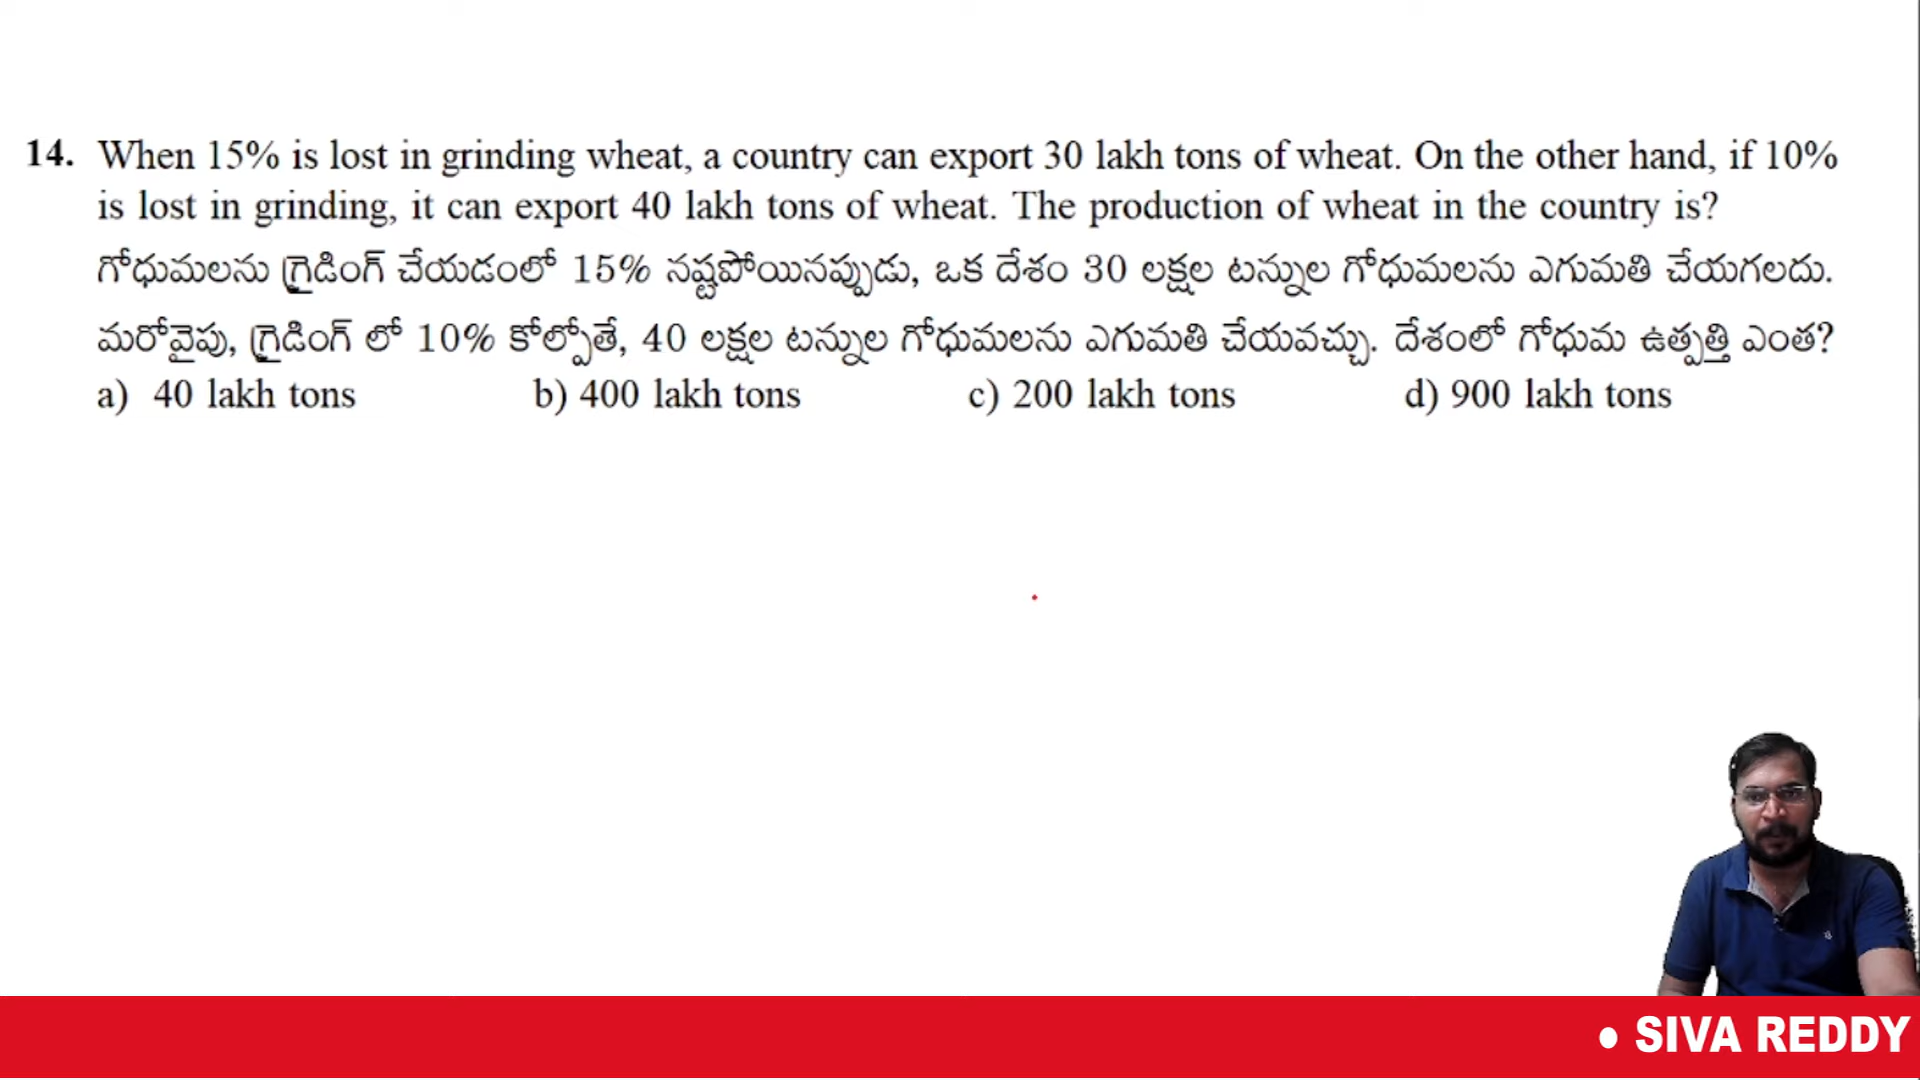 14. When 15% is lost in grinding wheat, a country can export 30 lakh tons of wheat. On the other hand, if 10%
is lost in grinding, it can export 40 lakh tons of wheat. The production of wheat in the country is?
గోధుమలను గ్రైడింగ్ చేయడంలో 15% నష్టపోయినప్పుడు, ఒక దేశం 30 లక్షల టన్నుల గోధుమలను ఎగుమతి చేయగలదు.
మరోవైపు, గ్రైడింగ్ లో 10% కోల్పోతే, 40 లక్షల టన్నుల గోధుమలను ఎగుమతి చేయవచ్చు. దేశంలో గోధుమ ఉత్పత్తి ఎంత?
a) 40 lakh tons b) 400 lakh tons c) 200 lakh tons d) 900 lakh tons
• SIVA REDDY